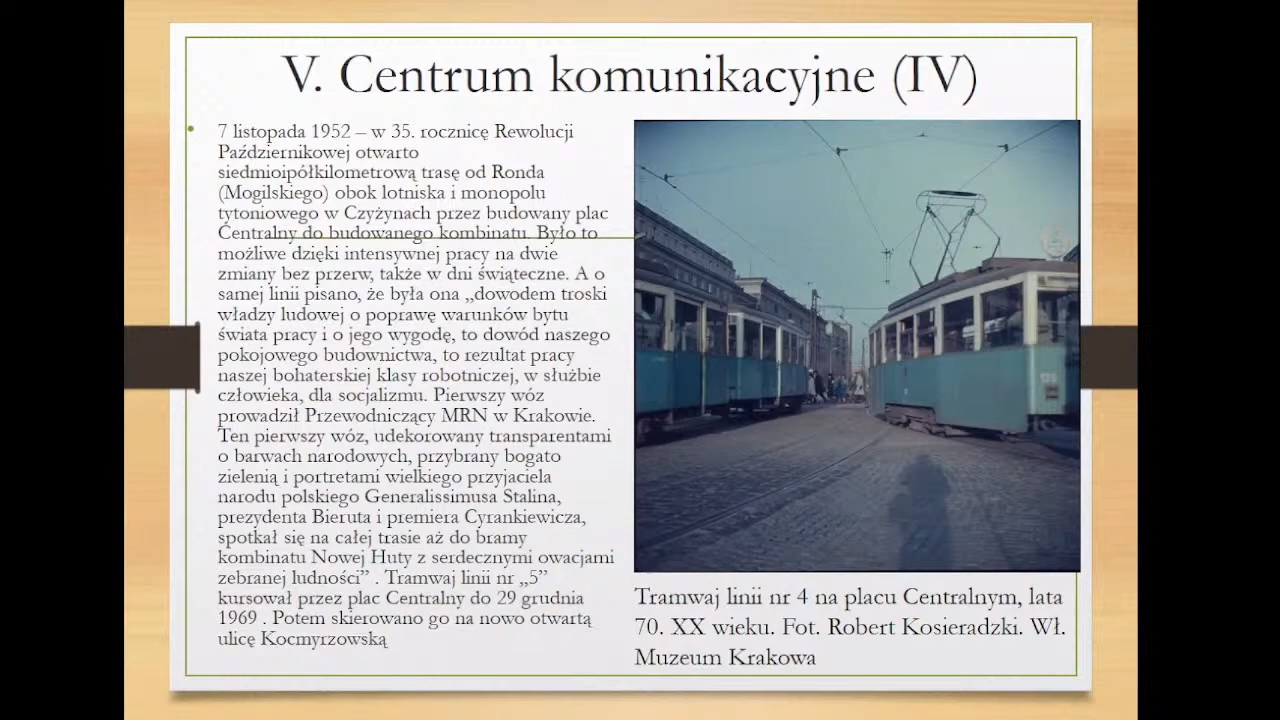 V. Centrum komunikacyjne (IV)
• 7 listopada 1952 – w 35. rocznicę Rewolucji
Październikowej otwarto
siedmioipółkilometrową trasę od Ronda
(Mogilskiego) obok lotniska i monopolu
tytoniowego w Czyżynach przez budowany plac
Centralny do budowanego kombinatu. Było to
możliwe dzięki intensywnej pracy na dwie
zmiany bez przerw, także w dni świąteczne. A o
samej linii pisano, że była ona „dowodem troski
władzy ludowej o poprawę warunków bytu
świata pracy i o jego wygodę, to dowód naszego
pokojowego budownictwa, to rezultat pracy
naszej bohaterskiej klasy robotniczej, w służbie
człowieka, dla socjalizmu. Pierwszy wóz
prowadził Przewodniczący MRN w Krakowie.
Ten pierwszy wóz, udekorowany transparentami
o barwach narodowych, przybrany bogato
zielenią i portretami wielkiego przyjaciela
narodu polskiego Generalissimusa Stalina,
prezydenta Bieruta i premiera Cyrankiewicza,
spotkał się na całej trasie aż do bramy
kombinatu Nowej Huty z serdecznymi owacjami
zebranej ludności” . Tramwaj linii nr „5”
kursował przez plac Centralny do 29 grudnia
1969 . Potem skierowano go na nowo otwartą
ulicę Kocmyrzowską
Tramwaj linii nr 4 na placu Centralnym, lata
70. XX wieku. Fot. Robert Kosieradzki. Wł.
Muzeum Krakowa